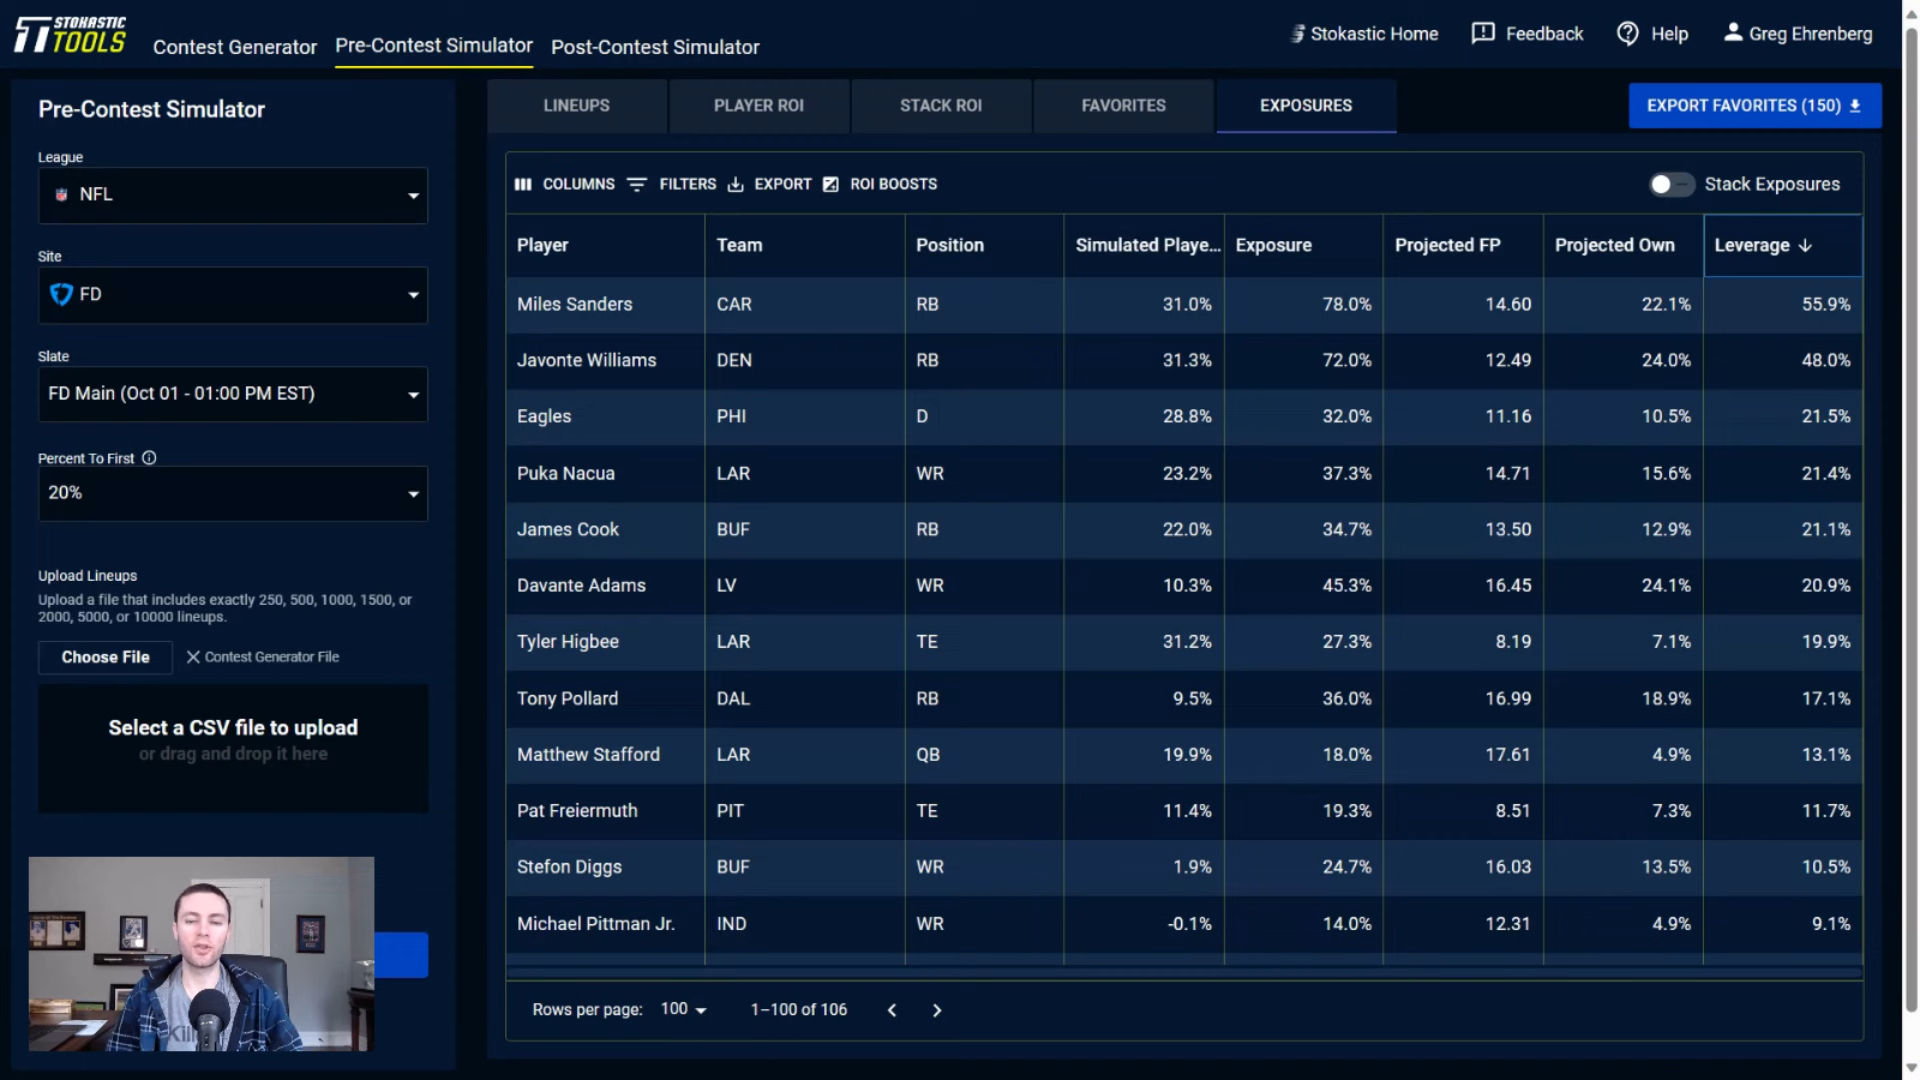 STOKASTIC
TOOLS
Contest Generator
Pre-Contest Simulator
Post-Contest Simulator
Stokastic Home
Feedback
Help
Greg Ehrenberg
Pre-Contest Simulator
League
NFL
Site
FD
Slate
FD Main (Oct 01 - 01:00 PM EST)
Percent To First
20%
Upload Lineups
Upload a file that includes exactly 250, 500, 1000, 1500, or
2000, 5000, or 10000 lineups.
Choose File
Contest Generator File
Select a CSV file to upload
or drag and drop it here
LINEUPS
PLAYER ROI
STACK ROI
FAVORITES
EXPOSURES
EXPORT FAVORITES (150)
COLUMNS
FILTERS
EXPORT
ROI BOOSTS
Stack Exposures
Player Team Position Simulated Playe... Exposure Projected FP Projected Own Leverage
Miles Sanders CAR RB 31.0% 78.0% 14.60 22.1% 55.9%
Javonte Williams DEN RB 31.3% 72.0% 12.49 24.0% 48.0%
Eagles PHI D 28.8% 32.0% 11.16 10.5% 21.5%
Puka Nacua LAR WR 23.2% 37.3% 14.71 15.6% 21.4%
James Cook BUF RB 22.0% 34.7% 13.50 12.9% 21.1%
Davante Adams LV WR 10.3% 45.3% 16.45 24.1% 20.9%
Tyler Higbee LAR TE 31.2% 27.3% 8.19 7.1% 19.9%
Tony Pollard DAL RB 9.5% 36.0% 16.99 18.9% 17.1%
Matthew Stafford LAR QB 19.9% 18.0% 17.61 4.9% 13.1%
Pat Freiermuth PIT TE 11.4% 19.3% 8.51 7.3% 11.7%
Stefon Diggs BUF WR 1.9% 24.7% 16.03 13.5% 10.5%
Michael Pittman Jr. IND WR -0.1% 14.0% 12.31 4.9% 9.1%
Rows per page: 100 1–100 of 106